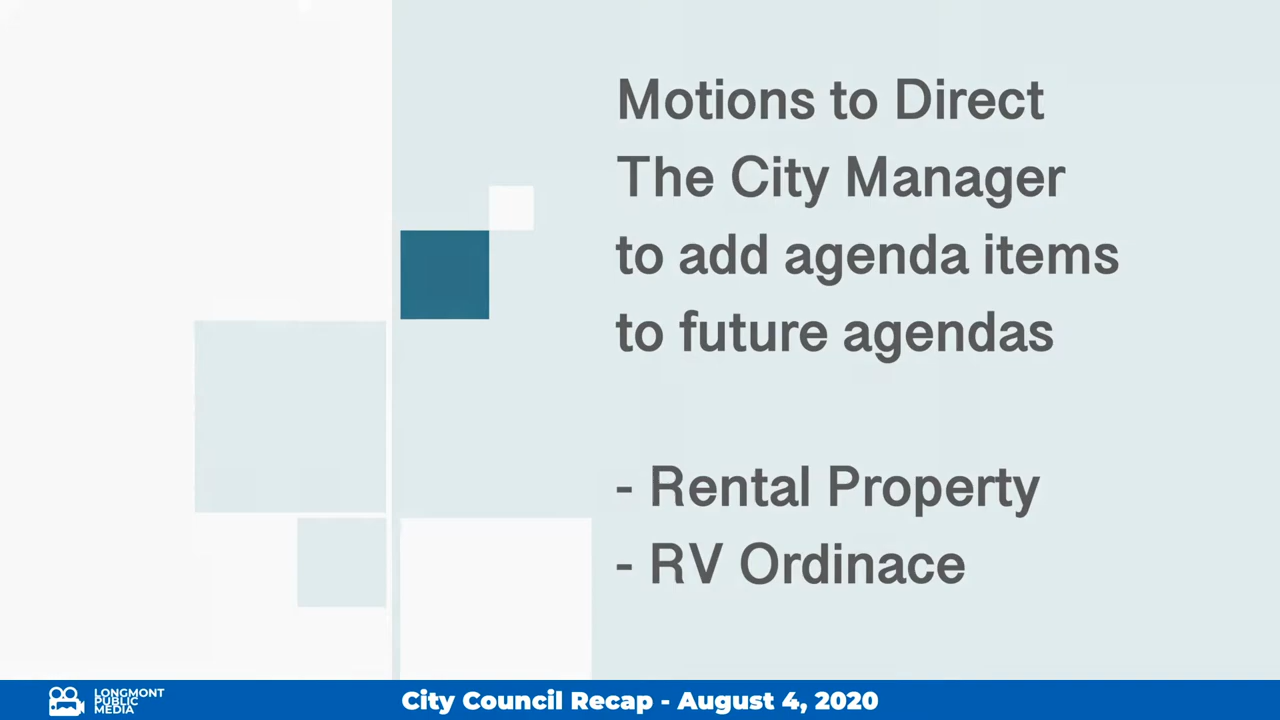 Motions to Direct
The City Manager
to add agenda items
to future agendas
- Rental Property
- RV Ordinace
LONGMONT
PUBLIC
MEDIA
City Council Recap - August 4, 2020